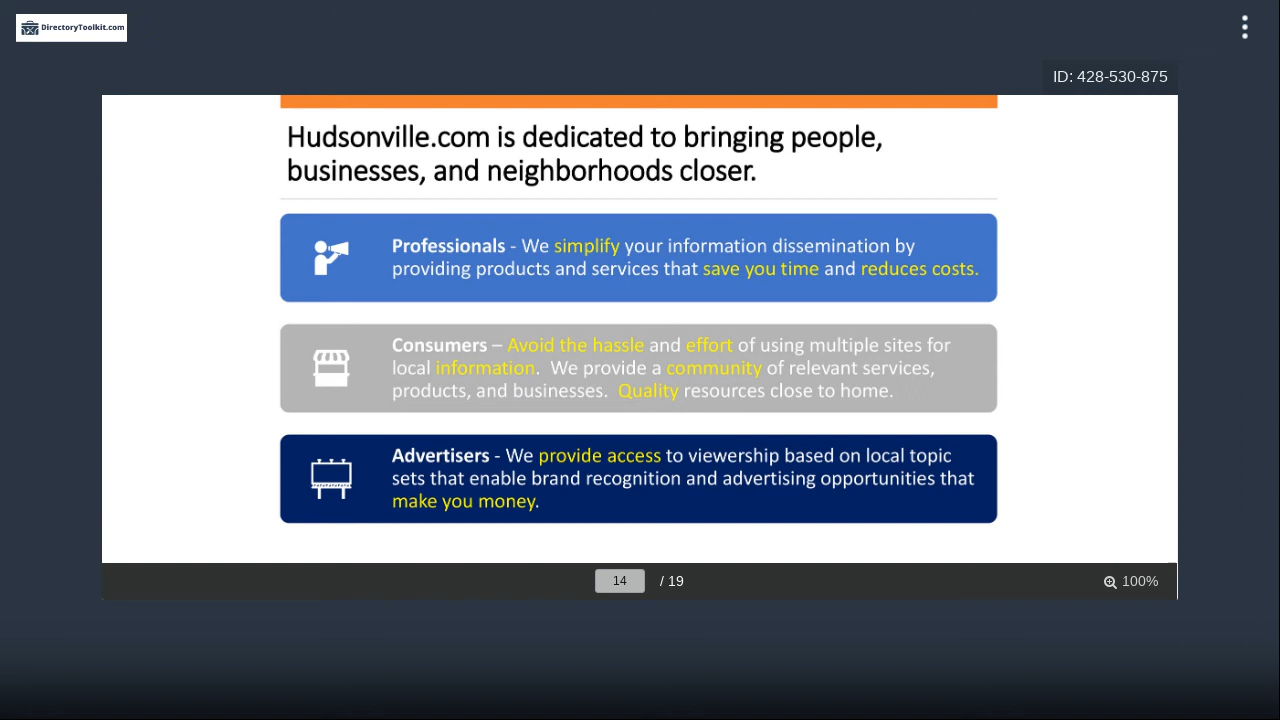 DirectoryToolkit.com
ID: 428-530-875
Hudsonville.com is dedicated to bringing people,
businesses, and neighborhoods closer.
Professionals - We simplify your information dissemination by
providing products and services that save you time and reduces costs.
Consumers – Avoid the hassle and effort of using multiple sites for
local information.  We provide a community of relevant services,
products, and businesses.  Quality resources close to home.
Advertisers - We provide access to viewership based on local topic
sets that enable brand recognition and advertising opportunities that
make you money.
14 / 19
100%